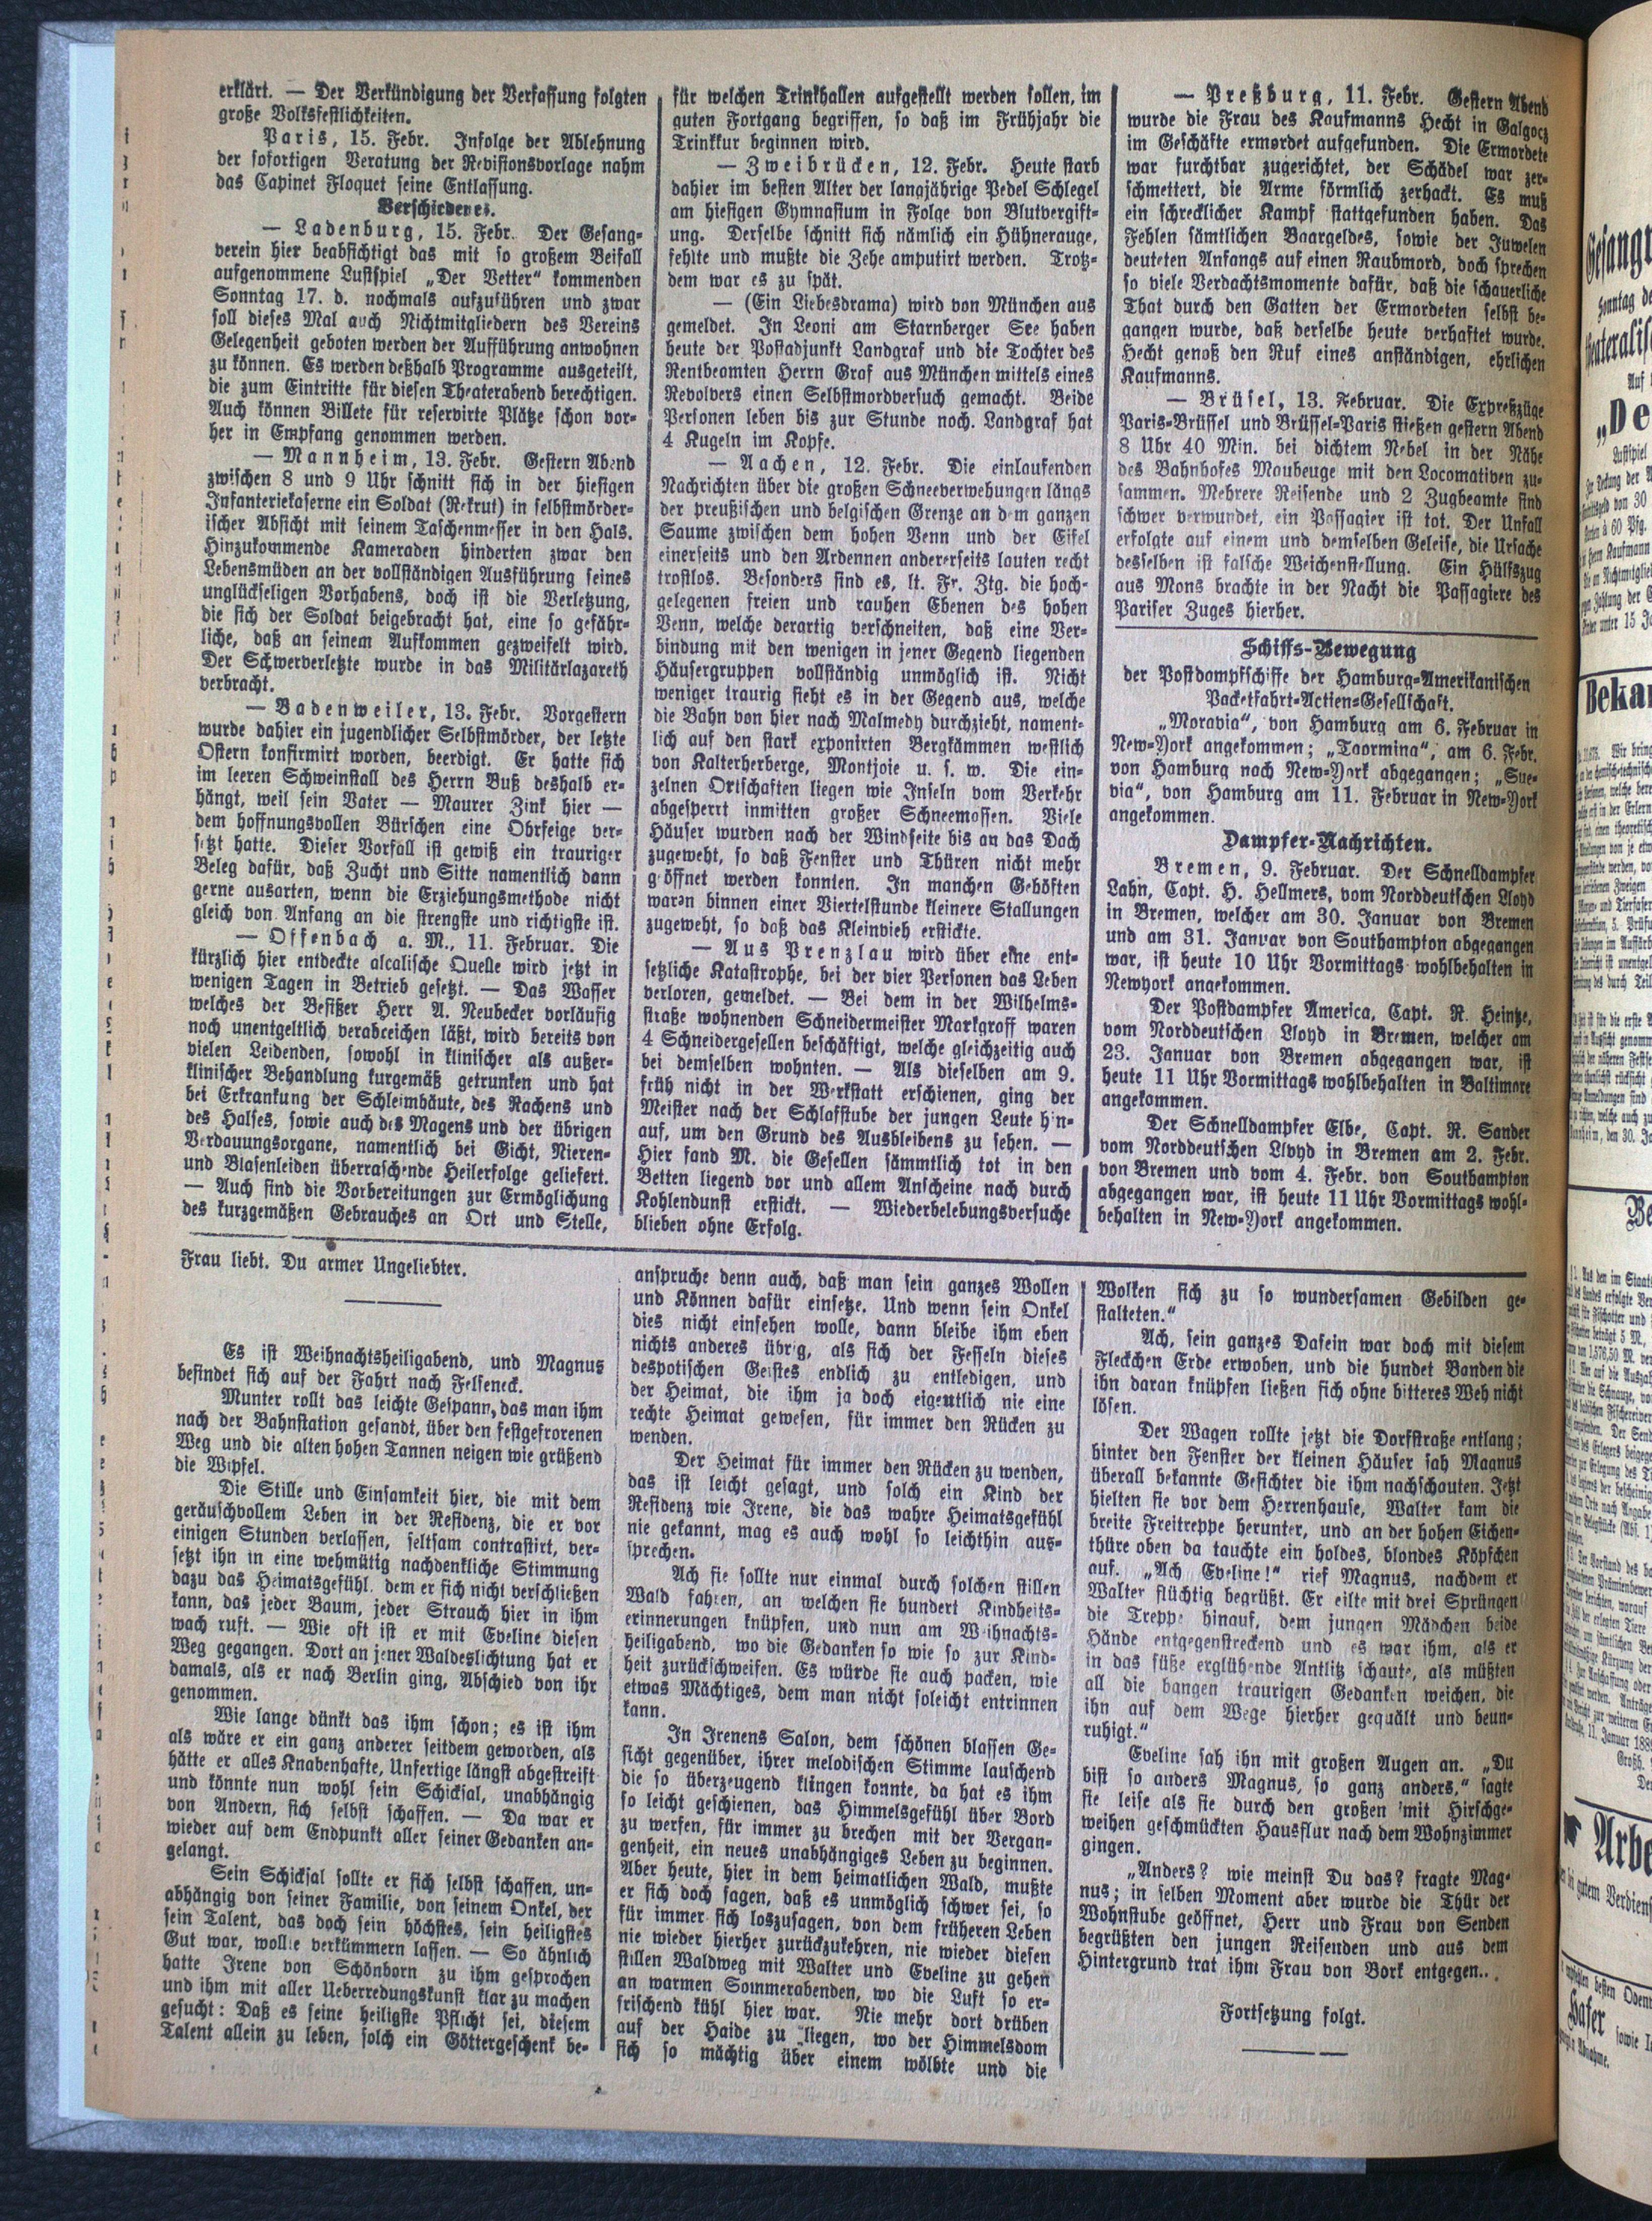 erklärt. — Der Verkündigung der Verfassung folgten
große Volksfestlichkeiten.
Paris, 15. Febr. Infolge der Ablehnung
der sofortigen Beratung der Revisionsvorlage nahm
das Capinet Floquet seine Entlassung.
Verschiedenes.
— Ladenburg, 15. Febr. Der Gesang-
verein hier beabsichtigt das mit so großem Beifall
aufgenommene Lustspiel „Der Vetter“ kommenden
Sonntag 17. d. nochmals aufzuführen und zwar
soll dieses Mal auch Nichtmitgliedern des Vereins
Gelegenheit geboten werden der Aufführung anwohnen
zu können. Es werden deßhalb Programme ausgeteilt,
die zum Eintritte für diesen Theaterabend berechtigen.
Auch können Billete für reservirte Plätze schon vor-
her in Empfang genommen werden.
— Mannheim, 13. Febr. Gestern Abend
zwischen 8 und 9 Uhr schnitt sich in der hiesigen
Infanteriekaserne ein Soldat (Rekrut) in selbstmörder-
ischer Absicht mit seinem Taschenmesser in den Hals.
Hinzukommende Kameraden hinderten zwar den
Lebensmüden an der vollständigen Ausführung seines
unglückseligen Vorhabens, doch ist die Verletzung,
die sich der Soldat beigebracht hat, eine so gefähr-
liche, daß an seinem Aufkommen gezweifelt wird.
Der Schwerverletzte wurde in das Militärlazareth
verbracht.
— Badenweiler, 13. Febr. Vorgestern
wurde dahier ein jugendlicher Selbstmörder, der letzte
Ostern konfirmirt worden, beerdigt. Er hatte sich
im leeren Schweinstall des Herrn Buß deshalb er-
hängt, weil sein Vater — Maurer Zink hier —
dem hoffnungsvollen Bürschen eine Ohrfeige ver-
setzt hatte. Dieser Vorfall ist gewiß ein trauriger
Beleg dafür, daß Zucht und Sitte namentlich dann
gerne ausarten, wenn die Erziehungsmethode nicht
gleich von Anfang an die strengste und richtigste ist.
— Offenbach a. M., 11. Februar. Die
kürzlich hier entdeckte alcalische Quelle wird jetzt in
wenigen Tagen in Betrieb gesetzt. — Das Wasser
welches der Besitzer Herr A. Neubecker vorläufig
noch unentgeltlich verabreichen läßt, wird bereits von
vielen Leidenden, sowohl in klinischer als außer-
klinischer Behandlung kurgemäß getrunken und hat
bei Erkrankung der Schleimhäute, des Rachens und
des Halses, sowie auch des Magens und der übrigen
Verdauungsorgane, namentlich bei Gicht, Nieren-
und Blasenleiden überraschende Heilerfolge geliefert.
— Auch sind die Vorbereitungen zur Ermöglichung
des kurzgemäßen Gebrauches an Ort und Stelle,
für welchen Trinkhallen aufgestellt werden sollen, im
guten Fortgang begriffen, so daß im Frühjahr die
Trinkkur beginnen wird.
— Zweibrücken, 12. Febr. Heute starb
dahier im besten Alter der langjährige Pedel Schlegel
am hiesigen Gymnasium in Folge von Blutvergift-
ung. Derselbe schnitt sich nämlich ein Hühnerauge,
fehlte und mußte die Zehe amputirt werden. Trotz-
dem war es zu spät.
— (Ein Liebesdrama) wird von München aus
gemeldet. In Leoni am Starnberger See haben
heute der Postadjunkt Landgraf und die Tochter des
Rentbeamten Herrn Graf aus München mittels eines
Revolvers einen Selbstmordversuch gemacht. Beide
Personen leben bis zur Stunde noch. Landgraf hat
4 Kugeln im Kopfe.
— Aachen, 12. Febr. Die einlaufenden
Nachrichten über die großen Schneeverwehungen längs
der preußischen und belgischen Grenze an dem ganzen
Saume zwischen dem hohen Venn und der Eifel
einerseits und den Ardennen andererseits lauten recht
trostlos. Besonders sind es, lt. Fr. Ztg. die hoch-
gelegenen freien und rauhen Ebenen des hohen
Venn, welche derartig verschneiten, daß eine Ver-
bindung mit den wenigen in jener Gegend liegenden
Häusergruppen vollständig unmöglich ist. Nicht
weniger traurig sieht es in der Gegend aus, welche
die Bahn von hier nach Malmedy durchzieht, nament-
lich auf den stark exponirten Bergkämmen westlich
von Kalterherberge, Montjoie u. s. w. Die ein-
zelnen Ortschaften liegen wie Inseln vom Verkehr
abgesperrt inmitten großer Schneemassen. Viele
Häuser wurden nach der Windseite bis an das Dach
zugeweht, so daß Fenster und Thüren nicht mehr
geöffnet werden konnten. In manchen Gehöften
waren binnen einer Viertelstunde kleinere Stallungen
zugeweht, so daß das Kleinvieh erstickte.
— Aus Prenzlau wird über eine ent-
setzliche Katastrophe, bei der vier Personen das Leben
verloren, gemeldet. — Bei dem in der Wilhelms-
straße wohnenden Schneidermeister Markgraff waren
4 Schneidergesellen beschäftigt, welche gleichzeitig auch
bei demselben wohnten. — Als dieselben am 9.
früh nicht in der Werkstatt erschienen, ging der
Meister nach der Schlafstube der jungen Leute hin-
auf, um den Grund des Ausbleibens zu sehen. —
Hier fand M. die Gesellen sämmtlich tot in den
Betten liegend vor und allem Anscheine nach durch
Kohlendunst erstickt. — Wiederbelebungsversuche
blieben ohne Erfolg.
— Preßburg, 11. Febr. Gestern Abend
wurde die Frau des Kaufmanns Hecht in Galgocz
im Geschäfte ermordet aufgefunden. Die Ermordete
war furchtbar zugerichtet, der Schädel war zer-
schmettert, die Arme förmlich zerhackt. Es muß
ein schrecklicher Kampf stattgefunden haben. Das
Fehlen sämtlichen Baargeldes, sowie der Juwelen
deuteten Anfangs auf einen Raubmord, doch sprechen
so viele Verdachtsmomente dafür, daß die schauerliche
That durch den Gatten der Ermordeten selbst be-
gangen wurde, daß derselbe heute verhaftet wurde.
Hecht genoß den Ruf eines anständigen, ehrlichen
Kaufmanns.
— Brüsel, 13. Februar. Die Expreßzüge
Paris-Brüssel und Brüssel-Paris stießen gestern Abend
8 Uhr 40 Min. bei dichtem Nebel in der Nähe
des Bahnhofes Maubeuge mit den Locomativen zu-
sammen. Mehrere Reisende und 2 Zugbeamte sind
schwer verwundet, ein Passagier ist tot. Der Unfall
erfolgte auf einem und demselben Geleise, die Ursache
desselben ist falsche Weichenstellung. Ein Hülfszug
aus Mons brachte in der Nacht die Passagiere des
Pariser Zuges hierher.
Schiffs-Bewegung
der Postdampfschiffe der Hamburg-Amerikanischen
Packetfahrt-Actien-Gesellschaft.
„Moravia“, von Hamburg am 6. Februar in
New-York angekommen; „Taormina“, am 6. Febr.
von Hamburg nach New-York abgegangen; „Sue-
via“, von Hamburg am 11. Februar in New-York
angekommen.
Dampfer-Nachrichten.
Bremen, 9. Februar. Der Schnelldampfer
Lahn, Capt. H. Hellmers, vom Norddeutschen Lloyd
in Bremen, welcher am 30. Januar von Bremen
und am 31. Januar von Southampton abgegangen
war, ist heute 10 Uhr Vormittags wohlbehalten in
Newyork angekommen.
Der Postdampfer America, Capt. R. Heintze,
vom Norddeutschen Lloyd in Bremen, welcher am
23. Januar von Bremen abgegangen war, ist
heute 11 Uhr Vormittags wohlbehalten in Baltimore
angekommen.
Der Schnelldampfer Elbe, Capt. R. Sander
vom Norddeutschen Lloyd in Bremen am 2. Febr.
von Bremen und vom 4. Febr. von Southampton
abgegangen war, ist heute 11 Uhr Vormittags wohl-
behalten in New-York angekommen.
Frau liebt. Du armer Ungeliebter.
Es ist Weihnachtsheiligabend, und Magnus
befindet sich auf der Fahrt nach Felseneck.
Munter rollt das leichte Gespann, das man ihm
nach der Bahnstation gesandt, über den festgefrorenen
Weg und die alten hohen Tannen neigen wie grüßend
die Wipfel.
Die Stille und Einsamkeit hier, die mit dem
geräuschvollem Leben in der Residenz, die er vor
einigen Stunden verlassen, seltsam contrastirt, ver-
setzt ihn in eine wehmütig nachdenkliche Stimmung
dazu das Heimatsgefühl, dem er sich nicht verschließen
kann, das jeder Baum, jeder Strauch hier in ihm
wach ruft. — Wie oft ist er mit Eveline diesen
Weg gegangen. Dort an jener Waldeslichtung hat er
damals, als er nach Berlin ging, Abschied von ihr
genommen.
Wie lange dünkt das ihm schon; es ist ihm
als wäre er ein ganz anderer seitdem geworden, als
hätte er alles Knabenhafte, Unfertige längst abgestreift
und könnte nun wohl sein Schicksal, unabhängig
von Andern, sich selbst schaffen. — Da war er
wieder auf dem Endpunkt aller seiner Gedanken an-
gelangt.
Sein Schicksal sollte er sich selbst schaffen, un-
abhängig von seiner Familie, von seinem Onkel, der
sein Talent, das doch sein höchstes, sein heiligstes
Gut war, wollte verkümmern lassen. — So ähnlich
hatte Irene von Schönborn zu ihm gesprochen
und ihm mit aller Ueberredungskunst klar zu machen
gesucht: Daß es seine heiligste Pflicht sei, diesem
Talent allein zu leben, solch ein Göttergeschenk be-
anspruche denn auch, daß man sein ganzes Wollen
und Können dafür einsetze. Und wenn sein Onkel
dies nicht einsehen wolle, dann bleibe ihm eben
nichts anderes übrig, als sich der Fesseln dieses
despotischen Geistes endlich zu entledigen, und
der Heimat, die ihm ja doch eigentlich nie eine
rechte Heimat gewesen, für immer den Rücken zu
wenden.
Der Heimat für immer den Rücken zu wenden,
das ist leicht gesagt, und solch ein Kind der
Residenz wie Irene, die das wahre Heimatsgefühl
nie gekannt, mag es auch wohl so leichthin aus-
sprechen.
Ach sie sollte nur einmal durch solchen stillen
Wald fahren, an welchen sie hundert Kindheits-
erinnerungen knüpfen, und nun am Weihnachts-
heiligabend, wo die Gedanken so wie so zur Kind-
heit zurückschweifen. Es würde sie auch packen, wie
etwas Mächtiges, dem man nicht soleicht entrinnen
kann.
In Irenens Salon, dem schönen blassen Ge-
sicht gegenüber, ihrer melodischen Stimme lauschend
die so überzeugend klingen konnte, da hat es ihm
so leicht geschienen, das Himmelsgefühl über Bord
zu werfen, für immer zu brechen mit der Vergan-
genheit, ein neues unabhängiges Leben zu beginnen.
Aber heute, hier in dem heimatlichen Wald, mußte
er sich doch sagen, daß es unmöglich schwer sei, so
für immer sich loszusagen, von dem früheren Leben
nie wieder hierher zurückzukehren, nie wieder diesen
stillen Waldweg mit Walter und Eveline zu gehen
an warmen Sommerabenden, wo die Luft so er-
frischend kühl hier war. Nie mehr dort drüben
auf der Haide zu liegen, wo der Himmelsdom
sich so mächtig über einem wölbte und die
Wolken sich zu so wundersamen Gebilden ge-
stalteten.“
Ach, sein ganzes Dasein war doch mit diesem
Fleckchen Erde erwoben, und die hundet Banden die
ihn daran knüpfen ließen sich ohne bitteres Weh nicht
lösen.
Der Wagen rollte jetzt die Dorfstraße entlang;
hinter den Fenster der kleinen Häuser sah Magnus
überall bekannte Gesichter die ihm nachschauten. Jetzt
hielten sie vor dem Herrenhause, Walter kam die
breite Freitreppe herunter, und an der hohen Eichen-
thüre oben da tauchte ein holdes, blondes Köpfchen
auf. „Ach Eveline!“ rief Magnus, nachdem er
Walter flüchtig begrüßt. Er eilte mit drei Sprüngen
die Treppe hinauf, dem jungen Mädchen beide
Hände entgegenstreckend und es war ihm, als er
in das süße erglühende Antlitz schaute, als müßten
all die bangen traurigen Gedanken weichen, die
ihn auf dem Wege hierher gequält und beun-
ruhigt.“
Eveline sah ihn mit großen Augen an. „Du
bist so anders Magnus, so ganz anders,“ sagte
sie leise als sie durch den großen mit Hirschge-
weihen geschmückten Hausflur nach dem Wohnzimmer
gingen.
„Anders? wie meinst Du das? fragte Mag-
nus; in selben Moment aber wurde die Thür der
Wohnstube geöffnet, Herr und Frau von Senden
begrüßten den jungen Reisenden und aus dem
Hintergrund trat ihm Frau von Bork entgegen..
Fortsetzung folgt.